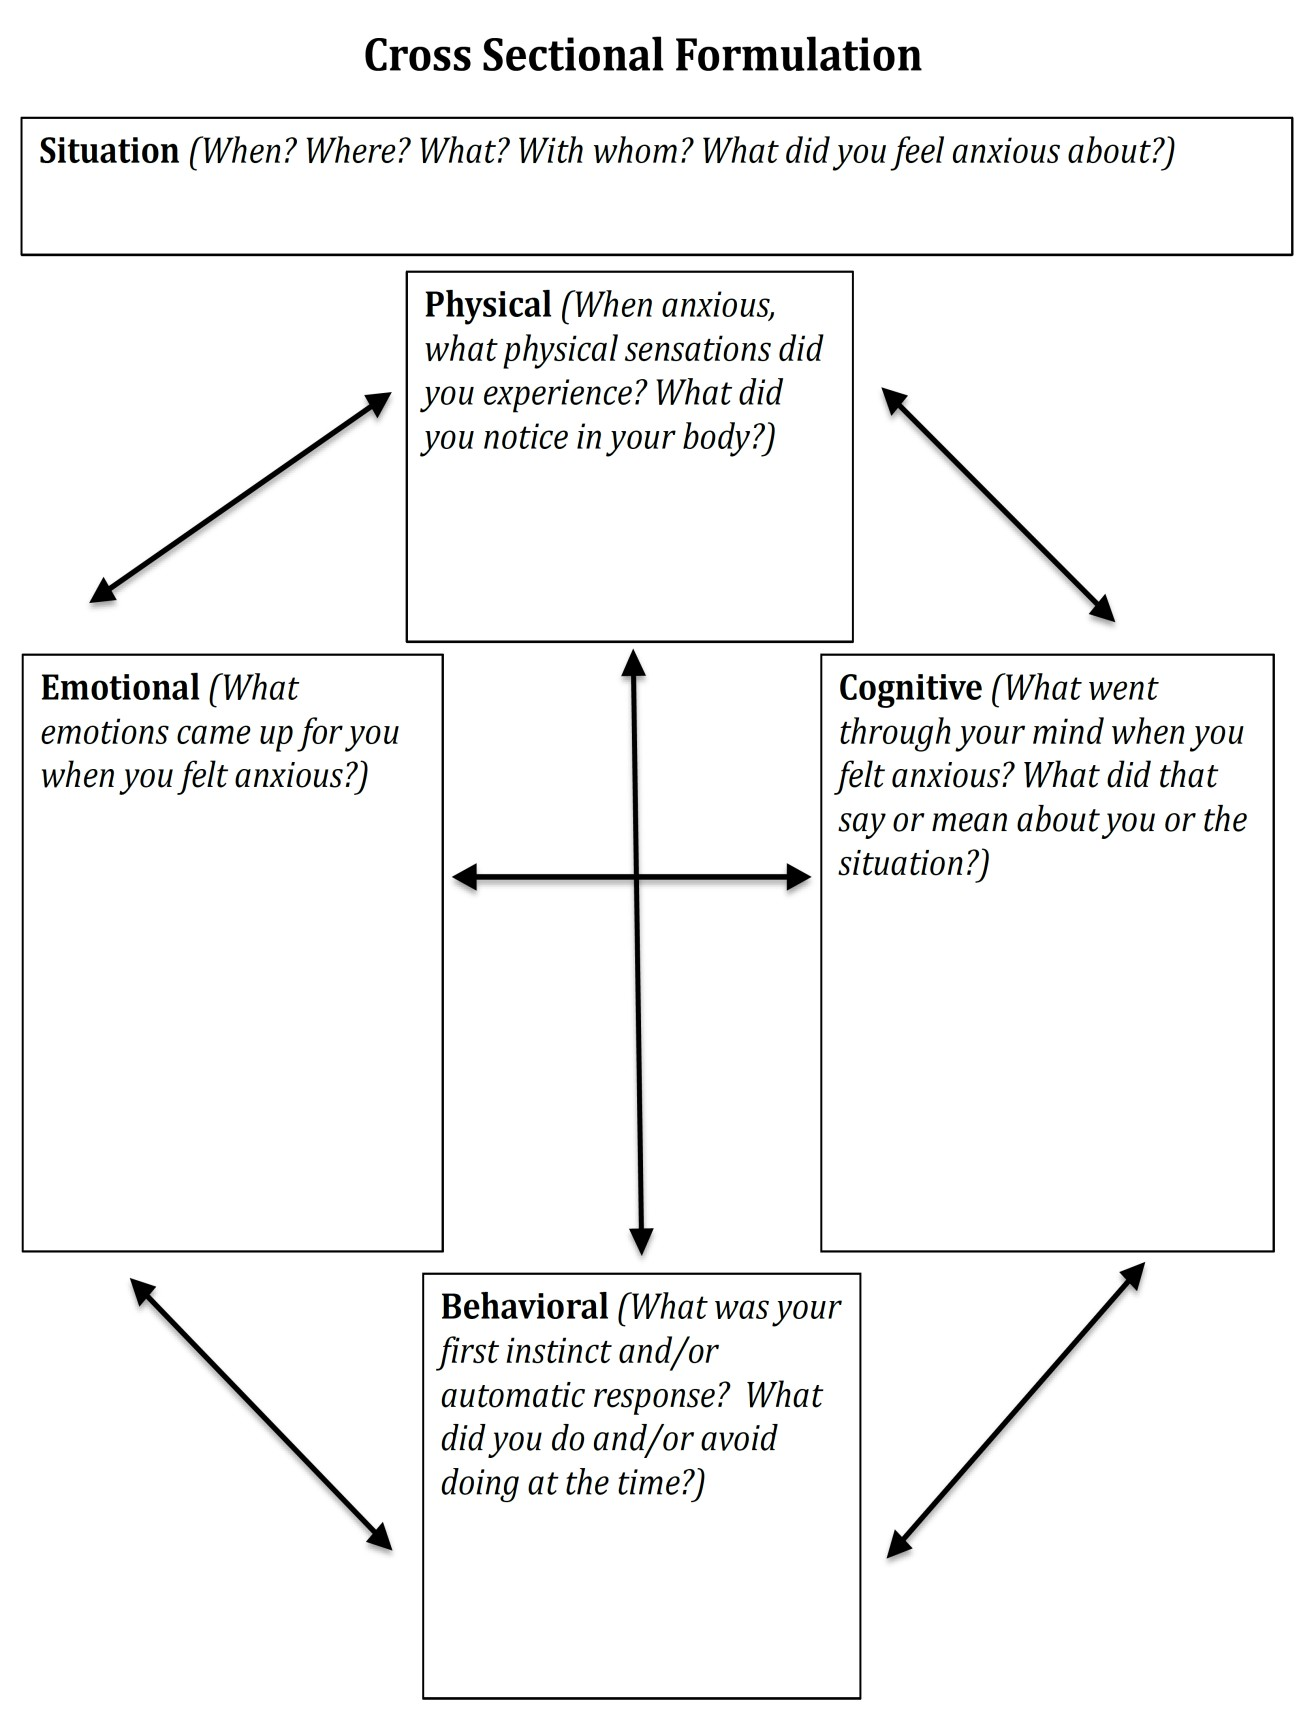 Cross Sectional Formulation
Situation (When? Where? What? With whom? What did you feel anxious about?)
Physical (When anxious,
what physical sensations did
you experience? What did
you notice in your body?)
Emotional (What
emotions came up for you
when you felt anxious?)
Cognitive (What went
through your mind when you
felt anxious? What did that
say or mean about you or the
situation?)
Behavioral (What was your
first instinct and/or
automatic response?  What
did you do and/or avoid
doing at the time?)